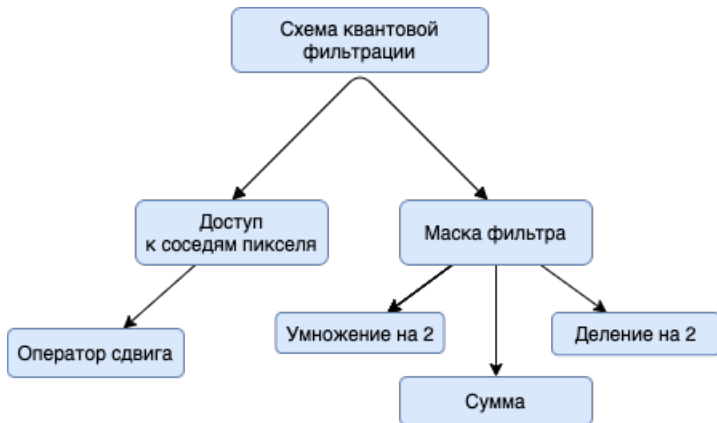 Схема квантовой
фильтрации
Доступ
к соседям пикселя
Маска фильтра
Оператор сдвига
Умножение на 2
Деление на 2
Сумма